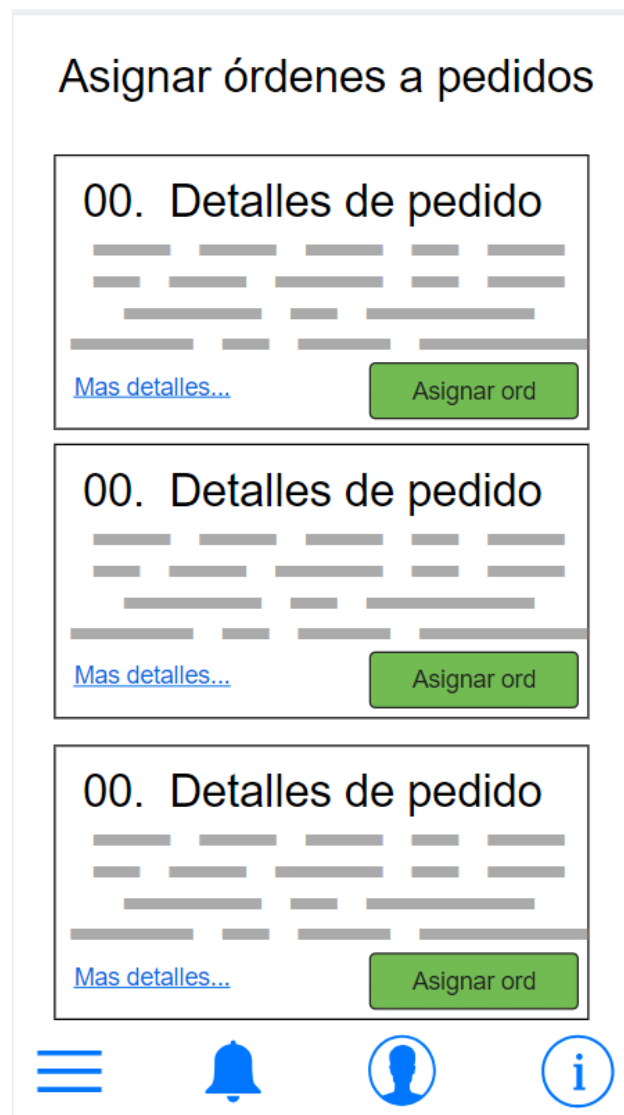 Asignar órdenes a pedidos
00. Detalles de pedido
Mas detalles...
Asignar ord
00. Detalles de pedido
Mas detalles...
Asignar ord
00. Detalles de pedido
Mas detalles...
Asignar ord
i